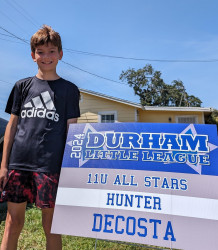 adidas
2024
DURHAM
LITTLE LEAGUE
11U ALL STARS
HUNTER
DECOSTA